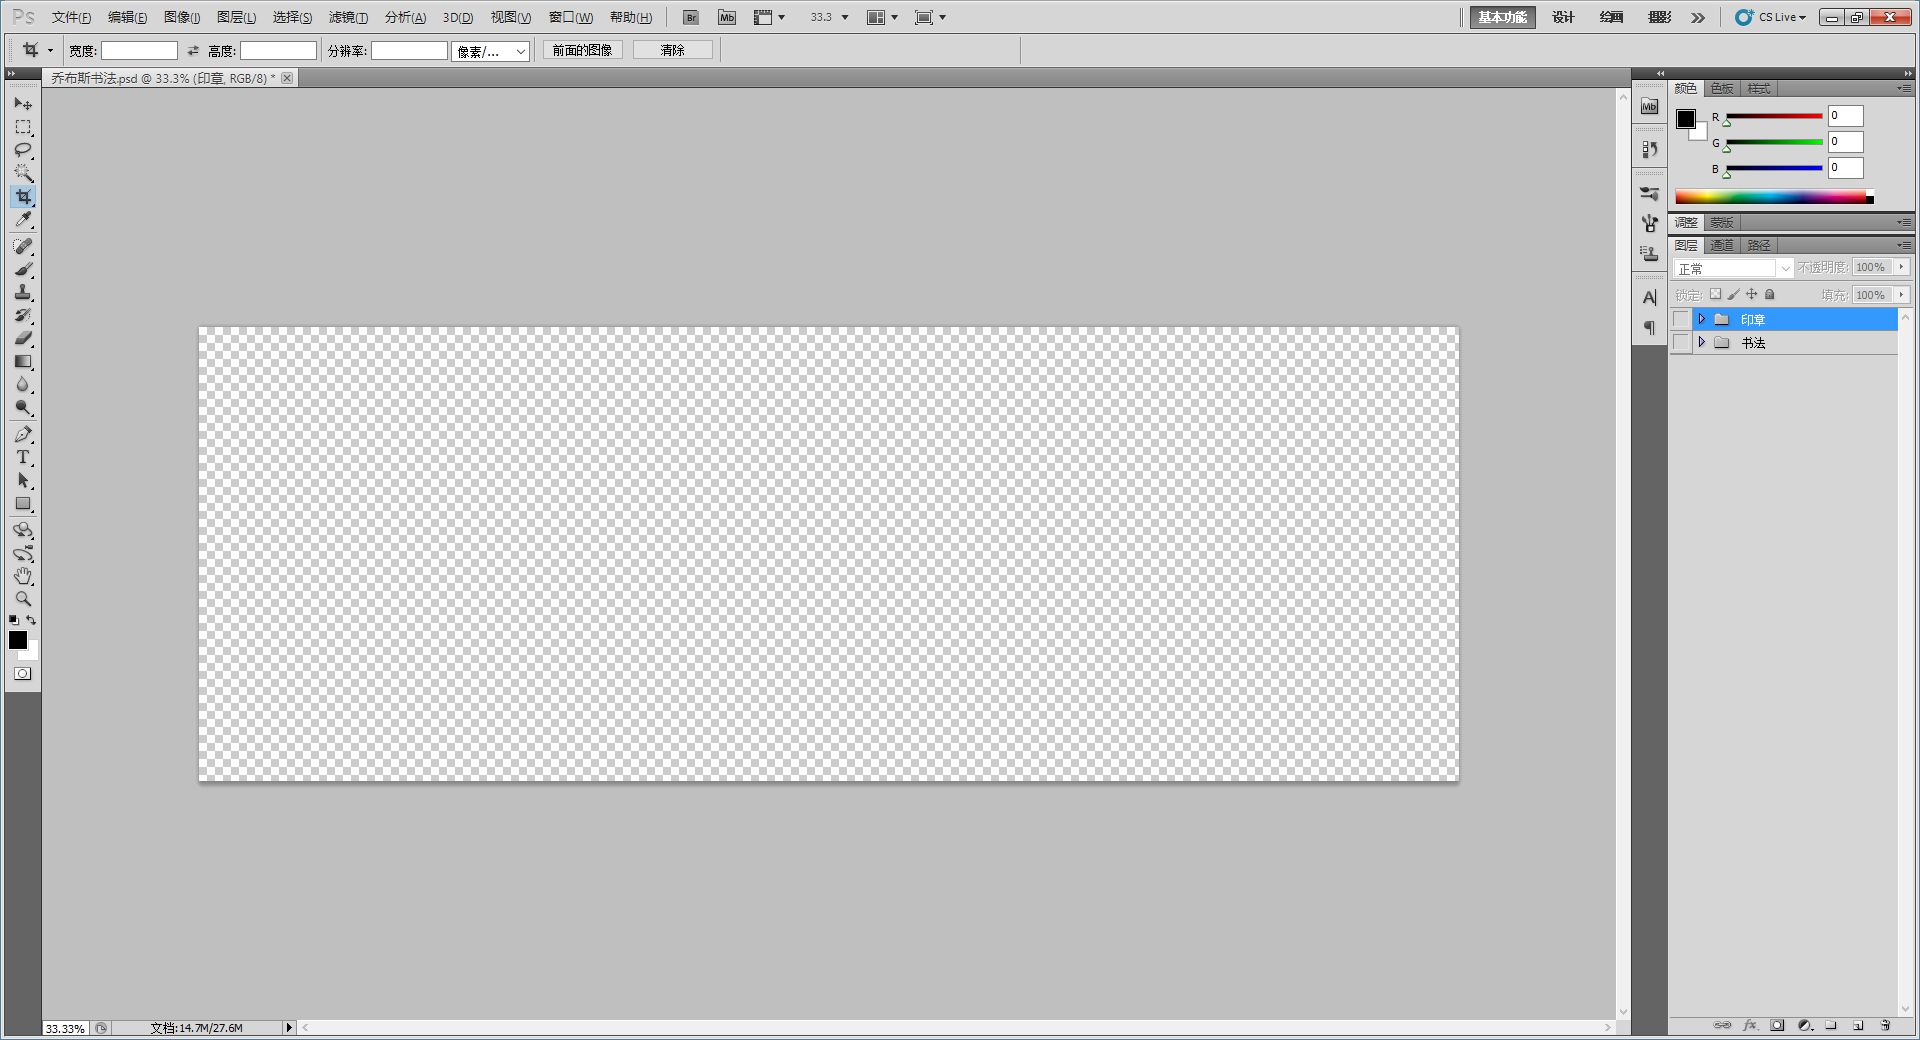 Ps 文件(F) 编辑(E) 图像(I) 图层(L) 选择(S) 滤镜(T) 分析(A) 3D(D) 视图(V) 窗口(W) 帮助(H) Br Mb 33.3 基本功能 设计 绘画 摄影 CS Live
宽度: 高度: 分辨率: 像素/... 前面的图像 清除
乔布斯书法.psd @ 33.3% (印章, RGB/8) *
颜色 色板 样式
Mb
R 0
G 0
B 0
调整 蒙版
图层 通道 路径
正常 不透明度: 100%
锁定: 填充: 100%
印章
书法
33.33% 文档:14.7M/27.6M